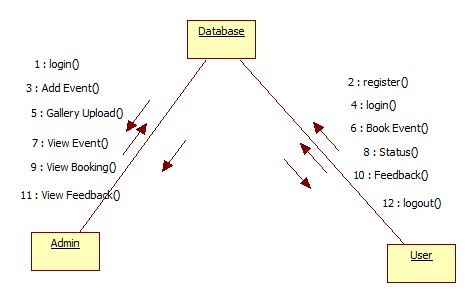 Database
1 : login()
3 : Add Event()
5 : Gallery Upload()
7 : View Event()
9 : View Booking()
11 : View Feedback()
2 : register()
4 : login()
6 : Book Event()
8 : Status()
10 : Feedback()
12 : logout()
Admin
User